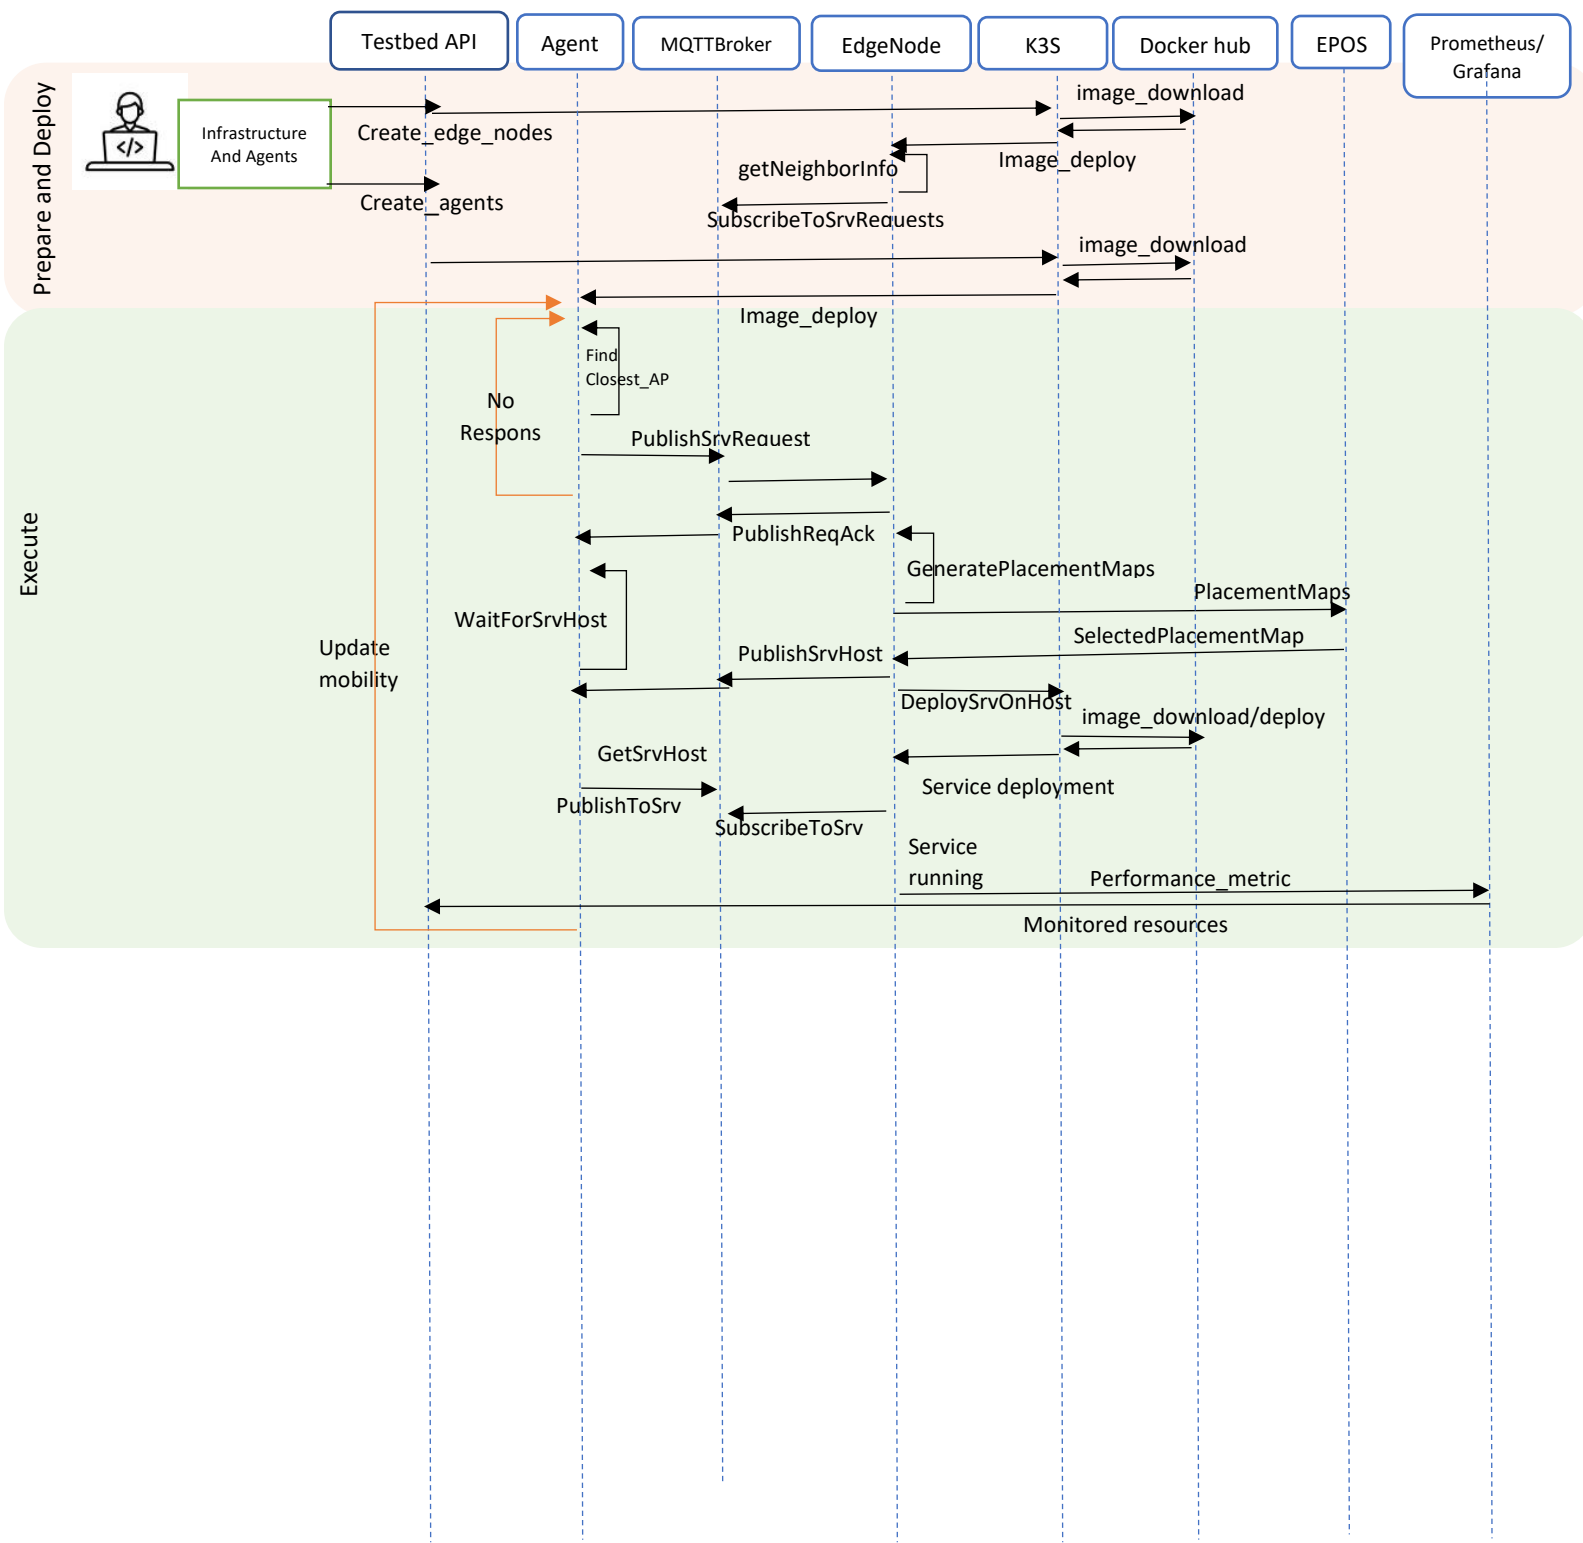 Testbed API
Agent
MQTTBroker
EdgeNode
K3S
Docker hub
EPOS
Prometheus/
Grafana
Prepare and Deploy
</>
Infrastructure
And Agents
Create_edge_nodes
image_download
Image_deploy
getNeighborInfo
Create_agents
SubscribeToSrvRequests
image_download
Image_deploy
Execute
Find
Closest_AP
No
Respons
PublishSrvRequest
PublishReqAck
GeneratePlacementMaps
PlacementMaps
WaitForSrvHost
SelectedPlacementMap
Update
mobility
PublishSrvHost
DeploySrvOnHost
image_download/deploy
GetSrvHost
Service deployment
PublishToSrv
SubscribeToSrv
Service
running
Performance_metric
Monitored resources